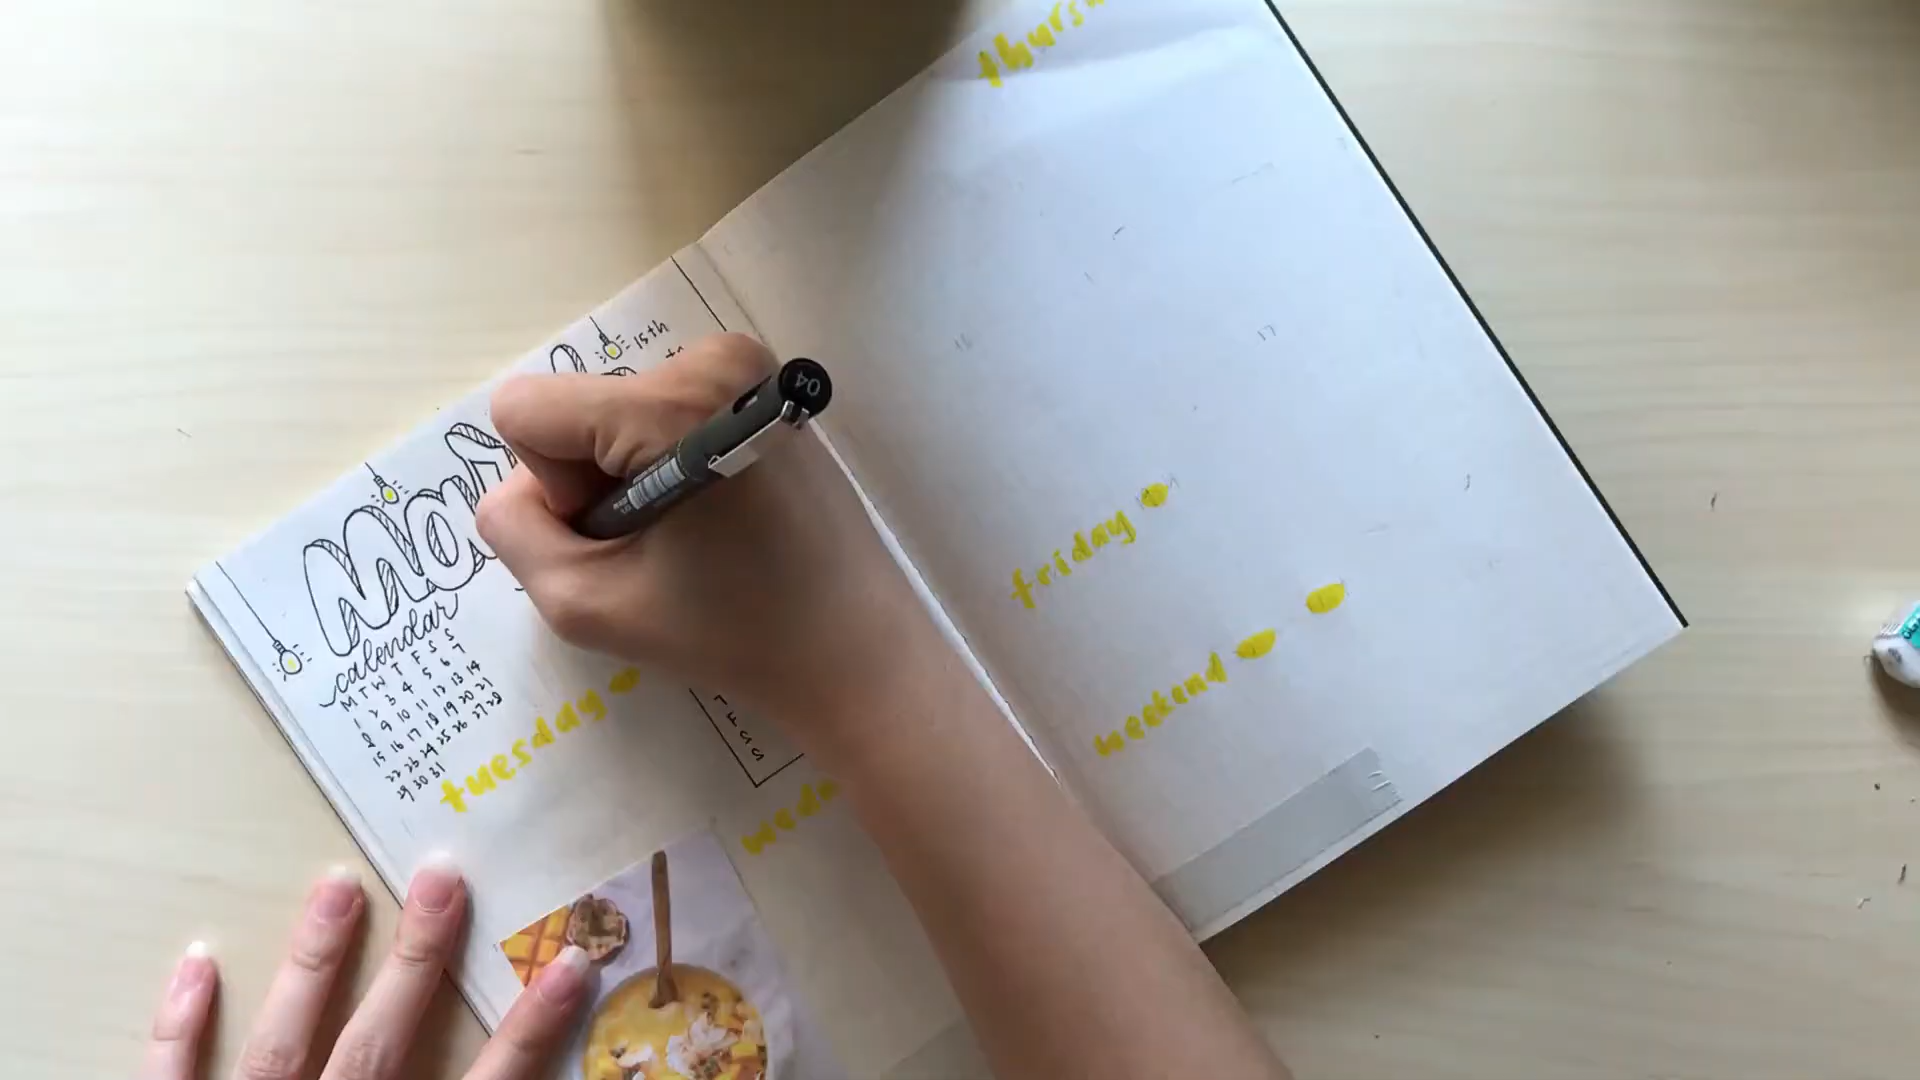 15th
calendar
M T W T F S S
1 2 3 4 5 6 7
8 9 10 11 12 13 14
15 16 17 18 19 20 21
22 23 24 25 26 27 28
29 30 31
tuesday
T
F
S
S
friday
weekend
04